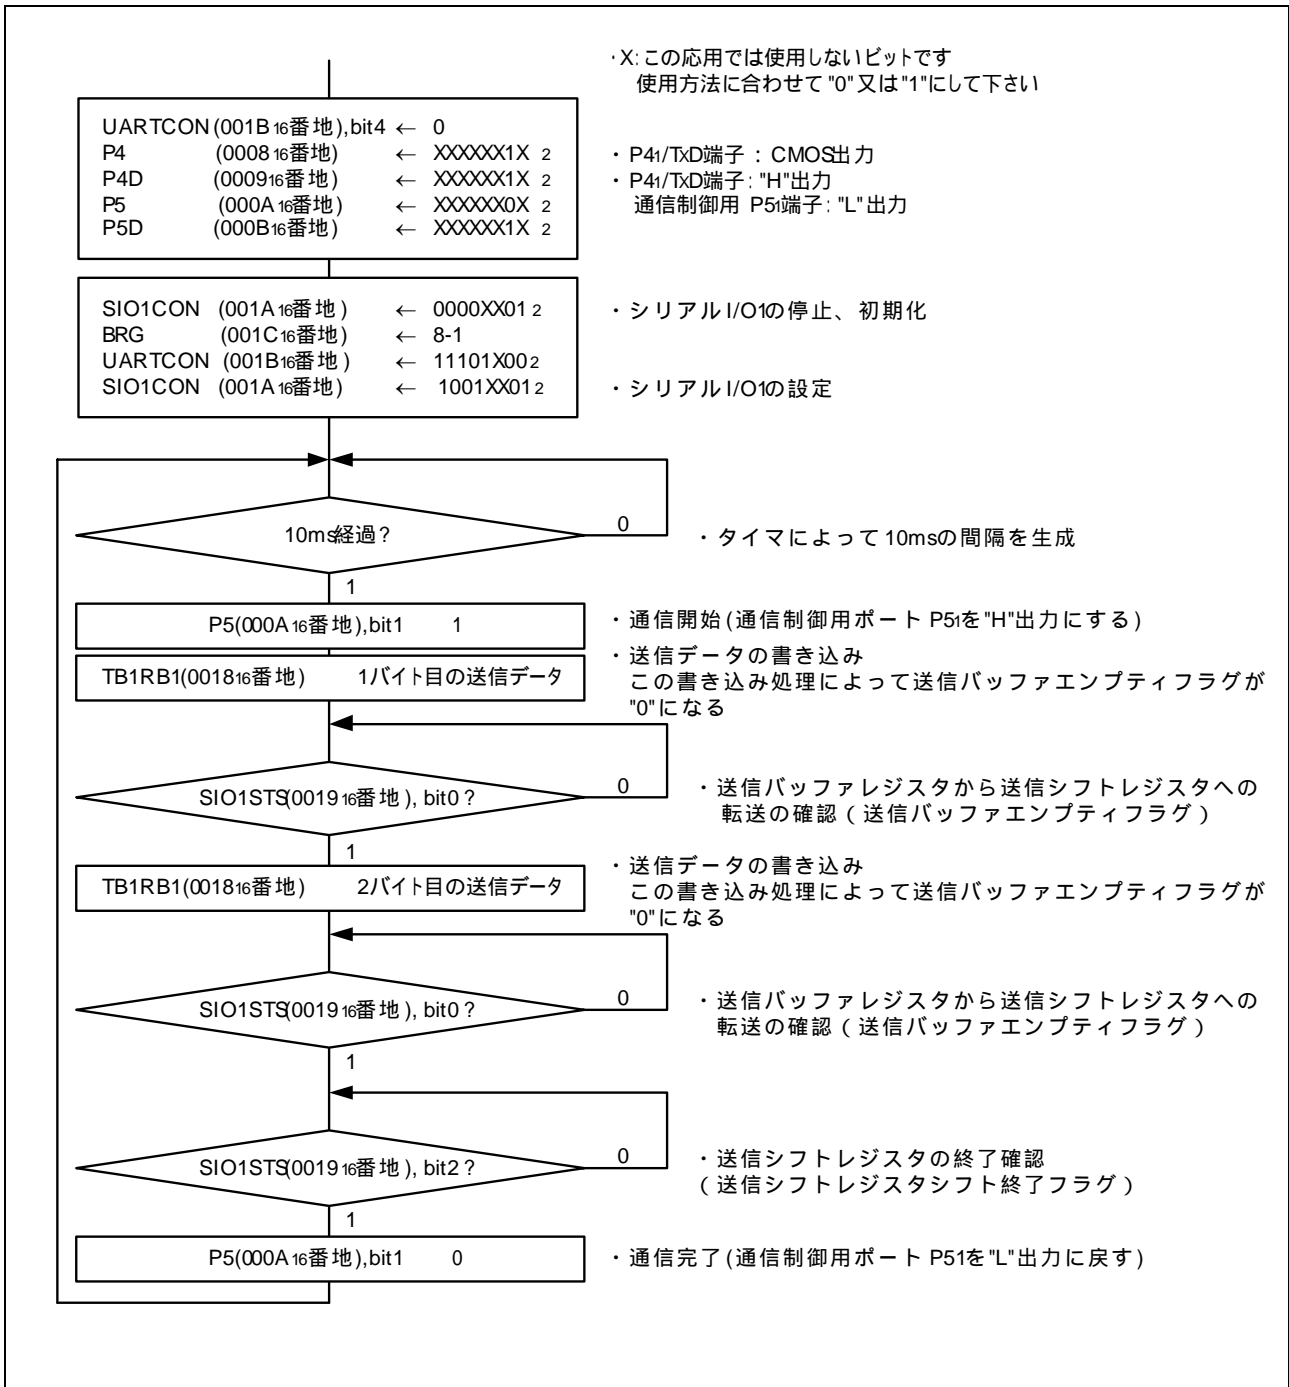 ・X:この応用では使用しないビットです
使用方法に合わせて"0"又は"1"にして下さい
UARTCON(001B16番地),bit4 ← 0
P4 (000816番地) ← XXXXXX1X 2
P4D (000916番地) ← XXXXXX1X 2
P5 (000A16番地) ← XXXXXX0X 2
P5D (000B16番地) ← XXXXXX1X 2
・P41/TxD端子：CMOS出力
・P41/TxD端子:"H"出力
通信制御用 P51端子:"L"出力
SIO1CON (001A16番地) ← 0000XX01 2
BRG (001C16番地) ← 8-1
UARTCON (001B16番地) ← 11101X00 2
SIO1CON (001A16番地) ← 1001XX01 2
・シリアルI/O1の停止、初期化
・シリアルI/O1の設定
10ms経過?
0
・タイマによって10msの間隔を生成
1
P5(000A16番地),bit1 1
・通信開始(通信制御用ポート P51を"H"出力にする)
TB1RB1(001816番地) 1バイト目の送信データ
・送信データの書き込み
この書き込み処理によって送信バッファエンプティフラグが
"0"になる
SIO1STS(001916番地), bit0?
0
・送信バッファレジスタから送信シフトレジスタへの
転送の確認(送信バッファエンプティフラグ)
1
TB1RB1(001816番地) 2バイト目の送信データ
・送信データの書き込み
この書き込み処理によって送信バッファエンプティフラグが
"0"になる
SIO1STS(001916番地), bit0?
0
・送信バッファレジスタから送信シフトレジスタへの
転送の確認(送信バッファエンプティフラグ)
1
SIO1STS(001916番地), bit2?
0
・送信シフトレジスタの終了確認
(送信シフトレジスタシフト終了フラグ)
1
P5(000A16番地),bit1 0
・通信完了(通信制御用ポート P51を"L"出力に戻す)